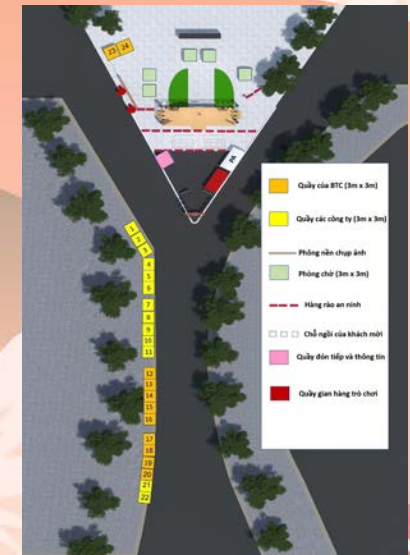 23
24
PA
1
2
3
4
5
6
7
8
9
10
11
12
13
14
15
16
17
18
19
20
21
22
Quầy của BTC (3m x 3m)
Quầy các công ty (3m x 3m)
Phông nền chụp ảnh
Phòng chờ (3m x 3m)
Hàng rào an ninh
Chỗ ngồi của khách mời
Quầy đón tiếp và thông tin
Quầy gian hàng trò chơi